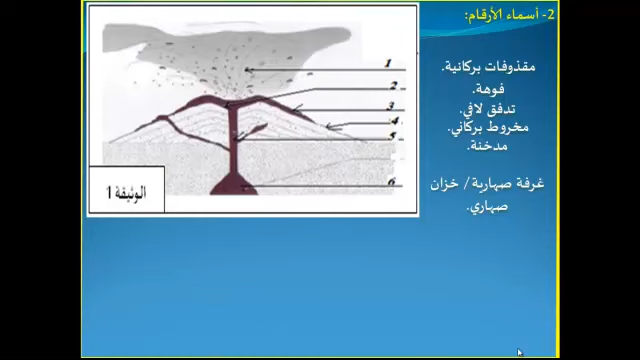 2- أسماء الأرقام:
مقذوفات بركانية.
فوهة.
تدفق لافي.
مخروط بركاني.
مدخنة.
غرفة صهارية/ خزان
صهاري.
1
2
3
4
5
6
الوثيقة 1